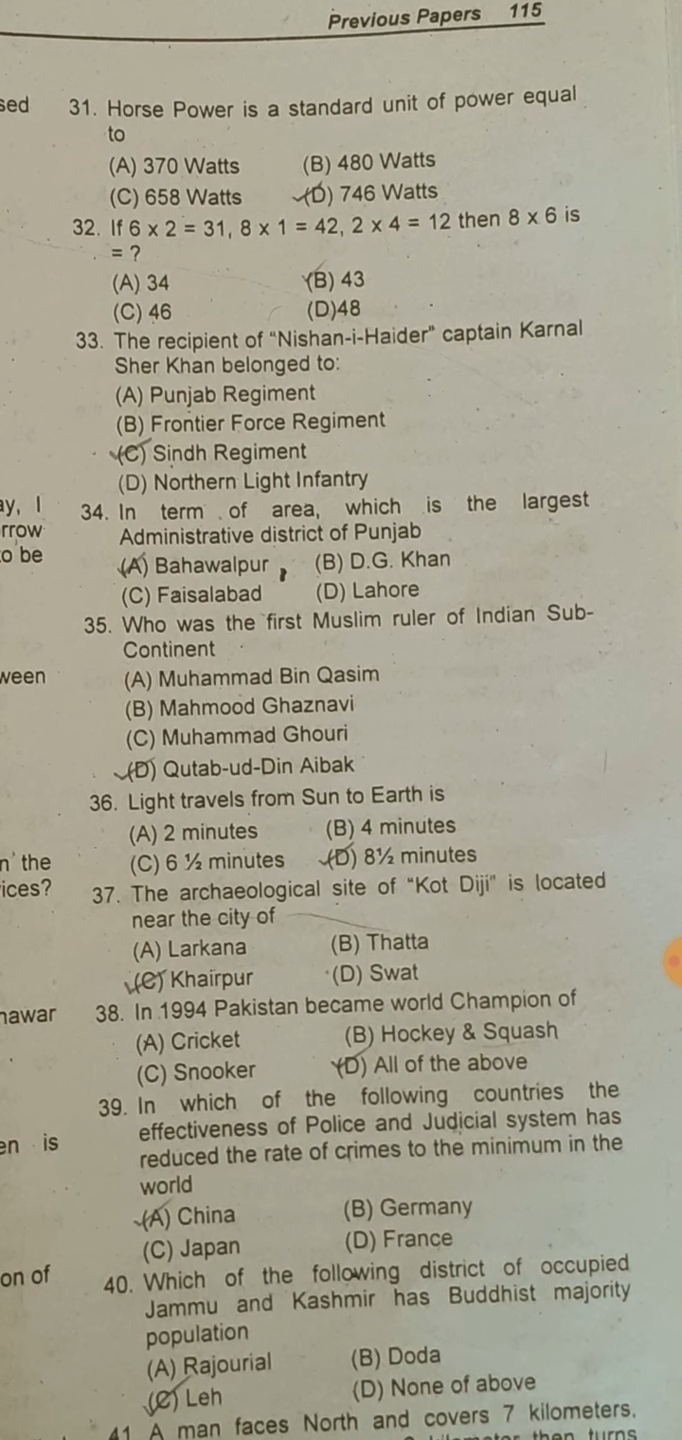 Previous Papers 115
sed
31. Horse Power is a standard unit of power equal
to
(A) 370 Watts (B) 480 Watts
(C) 658 Watts (D) 746 Watts
32. If 6 x 2 = 31, 8 x 1 = 42, 2 x 4 = 12 then 8 x 6 is
= ?
(A) 34 (B) 43
(C) 46 (D)48
33. The recipient of “Nishan-i-Haider” captain Karnal
Sher Khan belonged to:
(A) Punjab Regiment
(B) Frontier Force Regiment
(C) Sindh Regiment
(D) Northern Light Infantry
ay, I
rrow
o be
34. In term of area, which is the largest
Administrative district of Punjab
(A) Bahawalpur (B) D.G. Khan
(C) Faisalabad (D) Lahore
35. Who was the first Muslim ruler of Indian Sub-
Continent
ween
(A) Muhammad Bin Qasim
(B) Mahmood Ghaznavi
(C) Muhammad Ghouri
(D) Qutab-ud-Din Aibak
36. Light travels from Sun to Earth is
(A) 2 minutes (B) 4 minutes
(C) 6 ½ minutes (D) 8½ minutes
n the
ices?
37. The archaeological site of “Kot Diji” is located
near the city of
(A) Larkana (B) Thatta
(C) Khairpur (D) Swat
nawar
38. In 1994 Pakistan became world Champion of
(A) Cricket (B) Hockey & Squash
(C) Snooker (D) All of the above
39. In which of the following countries the
effectiveness of Police and Judicial system has
reduced the rate of crimes to the minimum in the
world
en is
(A) China (B) Germany
(C) Japan (D) France
on of
40. Which of the following district of occupied
Jammu and Kashmir has Buddhist majority
population
(A) Rajourial (B) Doda
(C) Leh (D) None of above
41 A man faces North and covers 7 kilometers.
then turns